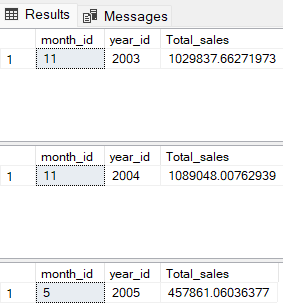 Results Messages
month_id year_id Total_sales
1 11 2003 1029837.66271973
month_id year_id Total_sales
1 11 2004 1089048.00762939
month_id year_id Total_sales
1 5 2005 457861.06036377